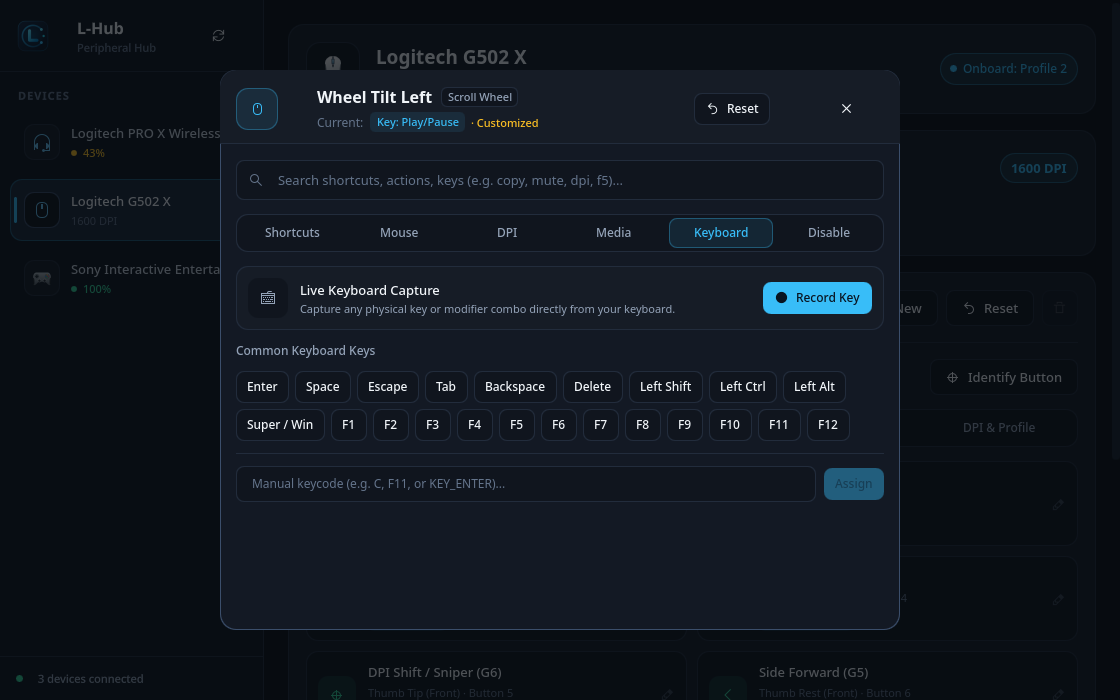 L-Hub
Peripheral Hub
DEVICES
Logitech PRO X Wireless
43%
Logitech G502 X
1600 DPI
Sony Interactive Enterta
100%
3 devices connected
Logitech G502 X
Onboard: Profile 2
1600 DPI
New
Reset
Identify Button
DPI & Profile
4
DPI Shift / Sniper (G6)
Thumb Tip (Front) · Button 5
Side Forward (G5)
Thumb Rest (Front) · Button 6
Wheel Tilt Left
Scroll Wheel
Current: Key: Play/Pause · Customized
Reset
Search shortcuts, actions, keys (e.g. copy, mute, dpi, f5)...
Shortcuts Mouse DPI Media Keyboard Disable
Live Keyboard Capture
Capture any physical key or modifier combo directly from your keyboard.
Record Key
Common Keyboard Keys
Enter Space Escape Tab Backspace Delete Left Shift Left Ctrl Left Alt
Super / Win F1 F2 F3 F4 F5 F6 F7 F8 F9 F10 F11 F12
Manual keycode (e.g. C, F11, or KEY_ENTER)...
Assign